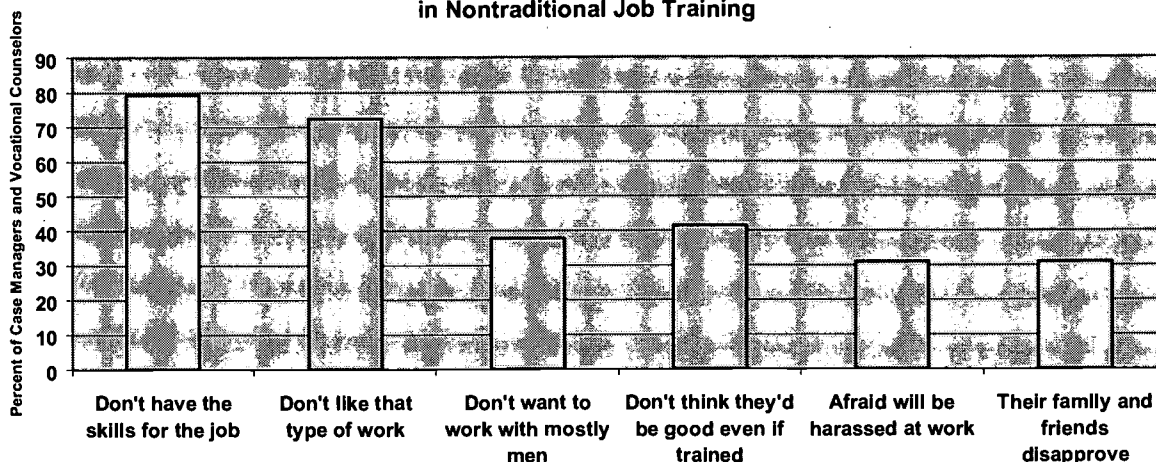 in Nontraditional Job Training
Percent of Case Managers and Vocational Counselors
90
80
70
60
50
40
30
20
10
0
Don't have the
skills for the job
Don't like that
type of work
Don't want to
work with mostly
men
Don't think they'd
be good even if
trained
Afraid will be
harassed at work
Their family and
friends
disapprove